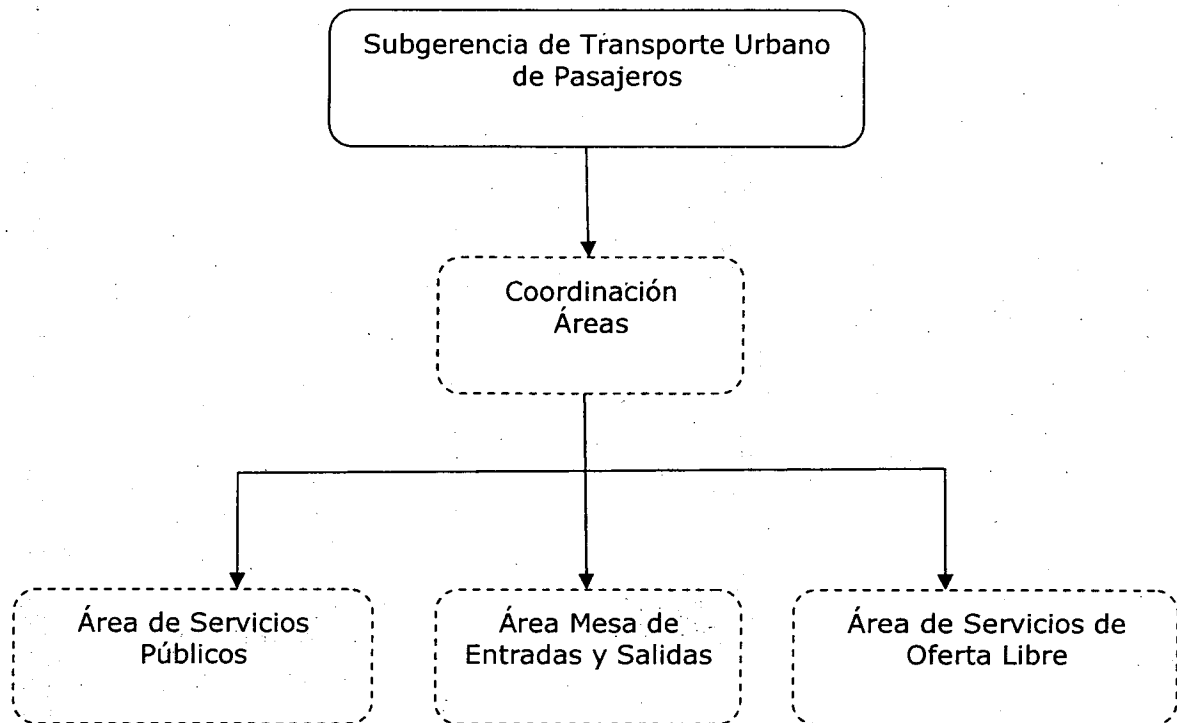 Subgerencia de Transporte Urbano
de Pasajeros
Coordinación
Áreas
Área de Servicios
Públicos
Área Mesa de
Entradas y Salidas
Área de Servicios de
Oferta Libre